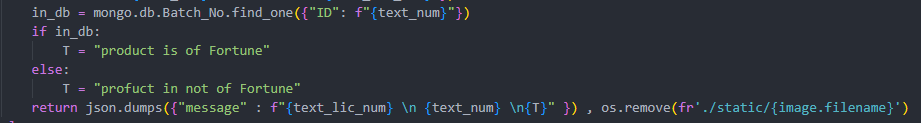 in_db = mongo.db.Batch_No.find_one({"ID": f"{text_num}"})
if in_db:
T = "product is of Fortune"
else:
T = "profuct in not of Fortune"
return json.dumps({"message" : f"{text_lic_num} \n {text_num} \n{T}" }) , os.remove(fr'./static/{image.filename}')